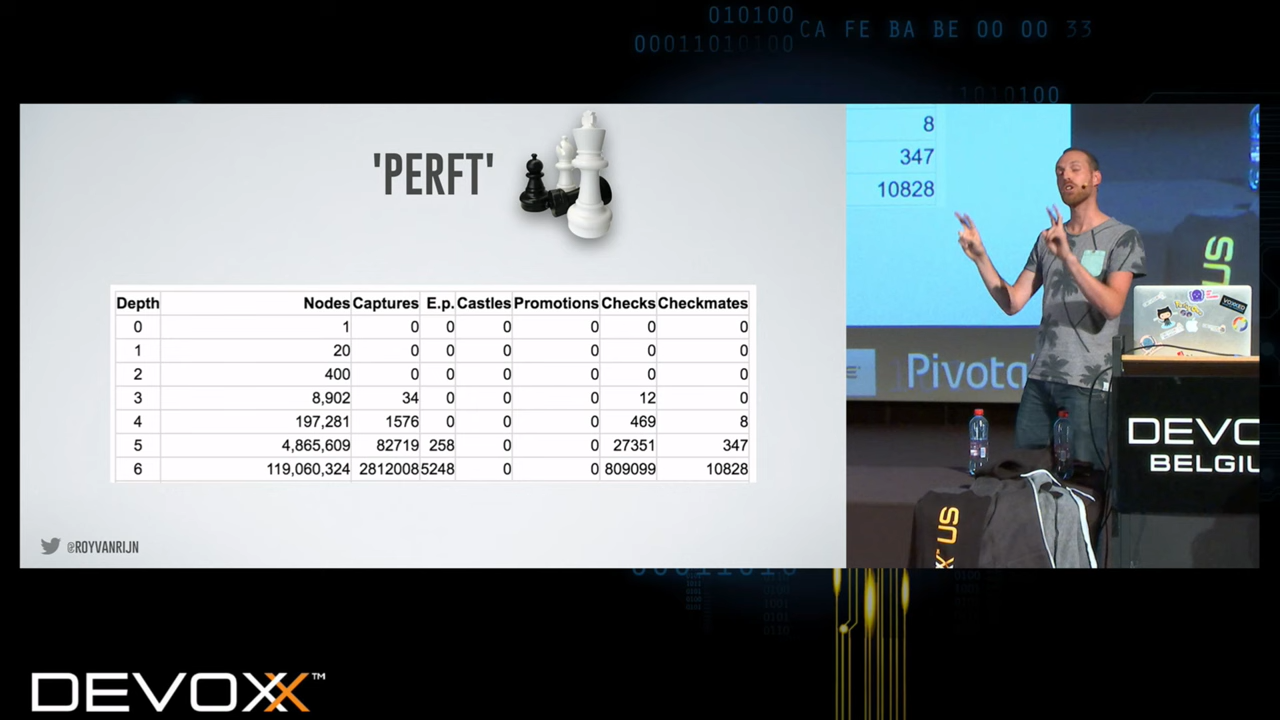 010100
00011010100
CA FE BA BE 00 00 33
1010100
'PERFT'
Depth Nodes Captures E.p. Castles Promotions Checks Checkmates
0 1 0 0 0 0 0 0
1 20 0 0 0 0 0 0
2 400 0 0 0 0 0 0
3 8,902 34 0 0 0 12 0
4 197,281 1576 0 0 0 469 8
5 4,865,609 82719 258 0 0 27351 347
6 119,060,324 2812008 5248 0 0 809099 10828
@ROYVANRIJN
8
347
10828
US
Pivota
DEVO
BELGIU
X US
DEVOXX™